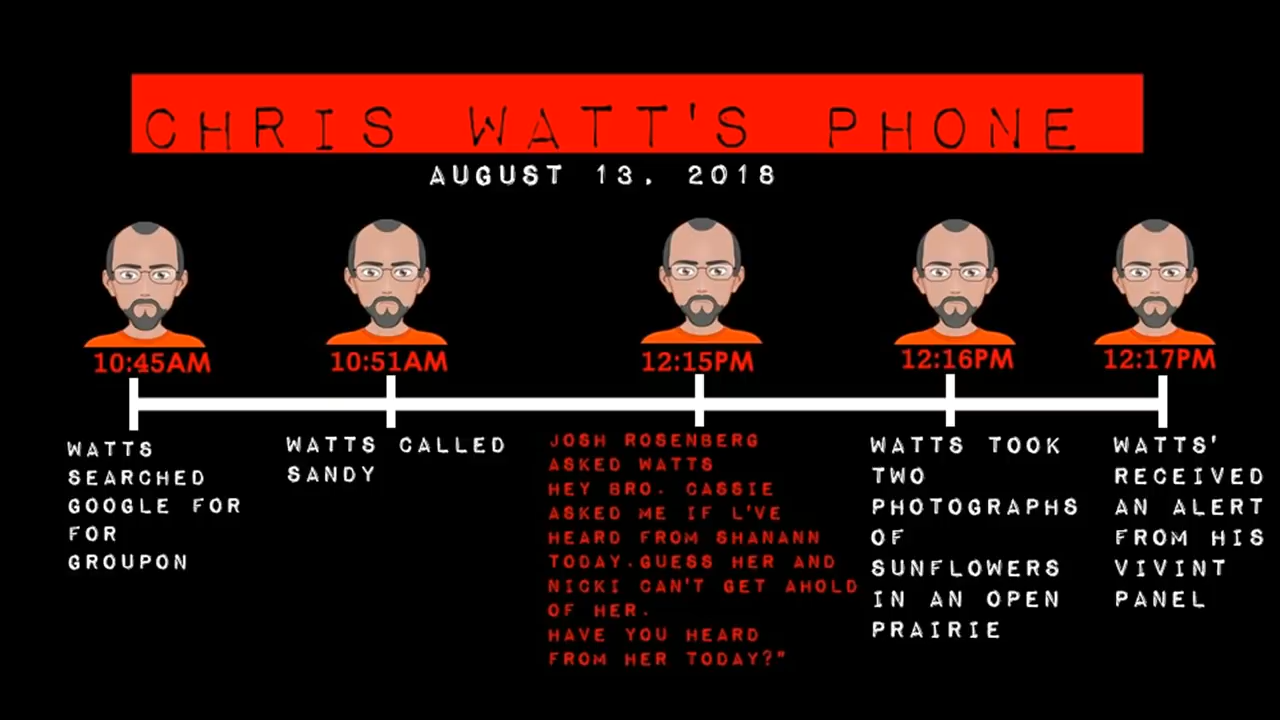 CHRIS WATT'S PHONE
AUGUST 13, 2018
10:45AM
WATTS
SEARCHED
GOOGLE FOR
FOR
GROUPON
10:51AM
WATTS CALLED
SANDY
12:15PM
JOSH ROSENBERG
ASKED WATTS
HEY BRO. CASSIE
ASKED ME IF L'VE
HEARD FROM SHANANN
TODAY.GUESS HER AND
NICKI CAN'T GET AHOLD
OF HER.
HAVE YOU HEARD
FROM HER TODAY?"
12:16PM
WATTS TOOK
TWO
PHOTOGRAPHS
OF
SUNFLOWERS
IN AN OPEN
PRAIRIE
12:17PM
WATTS'
RECEIVED
AN ALERT
FROM HIS
VIVINT
PANEL